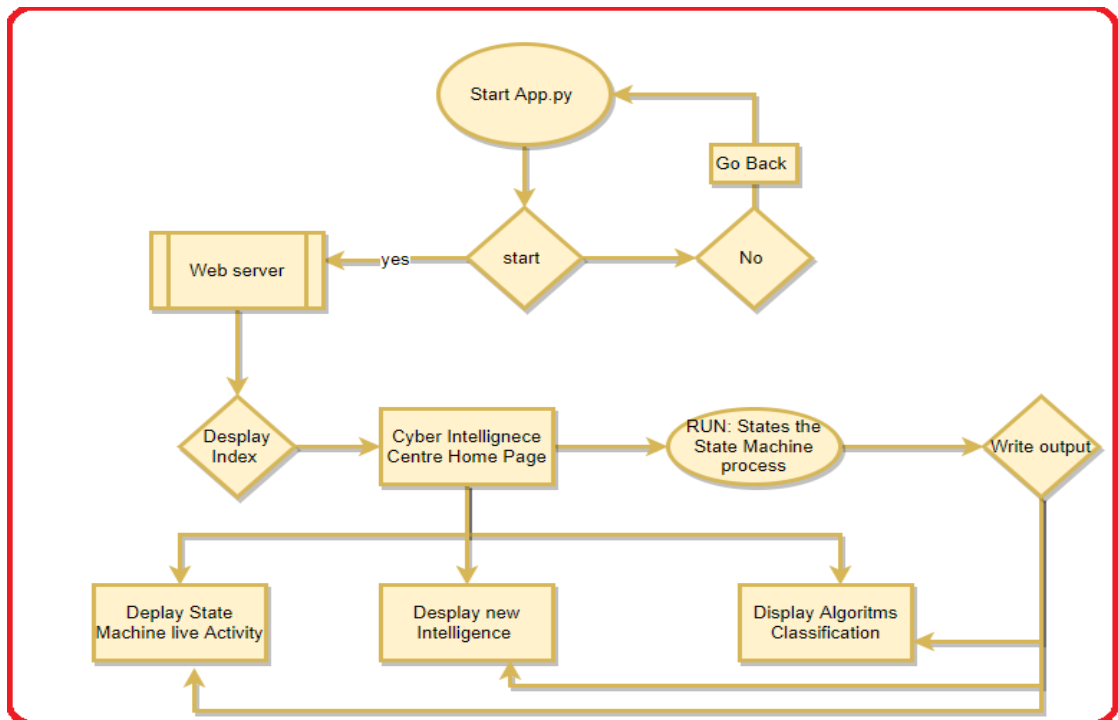 Start App.py
Go Back
Web server
yes
start
No
Desplay
Index
Cyber Intellignece
Centre Home Page
RUN: States the
State Machine
process
Write output
Deplay State
Machine live Activity
Desplay new
Intelligence
Display Algoritms
Classification